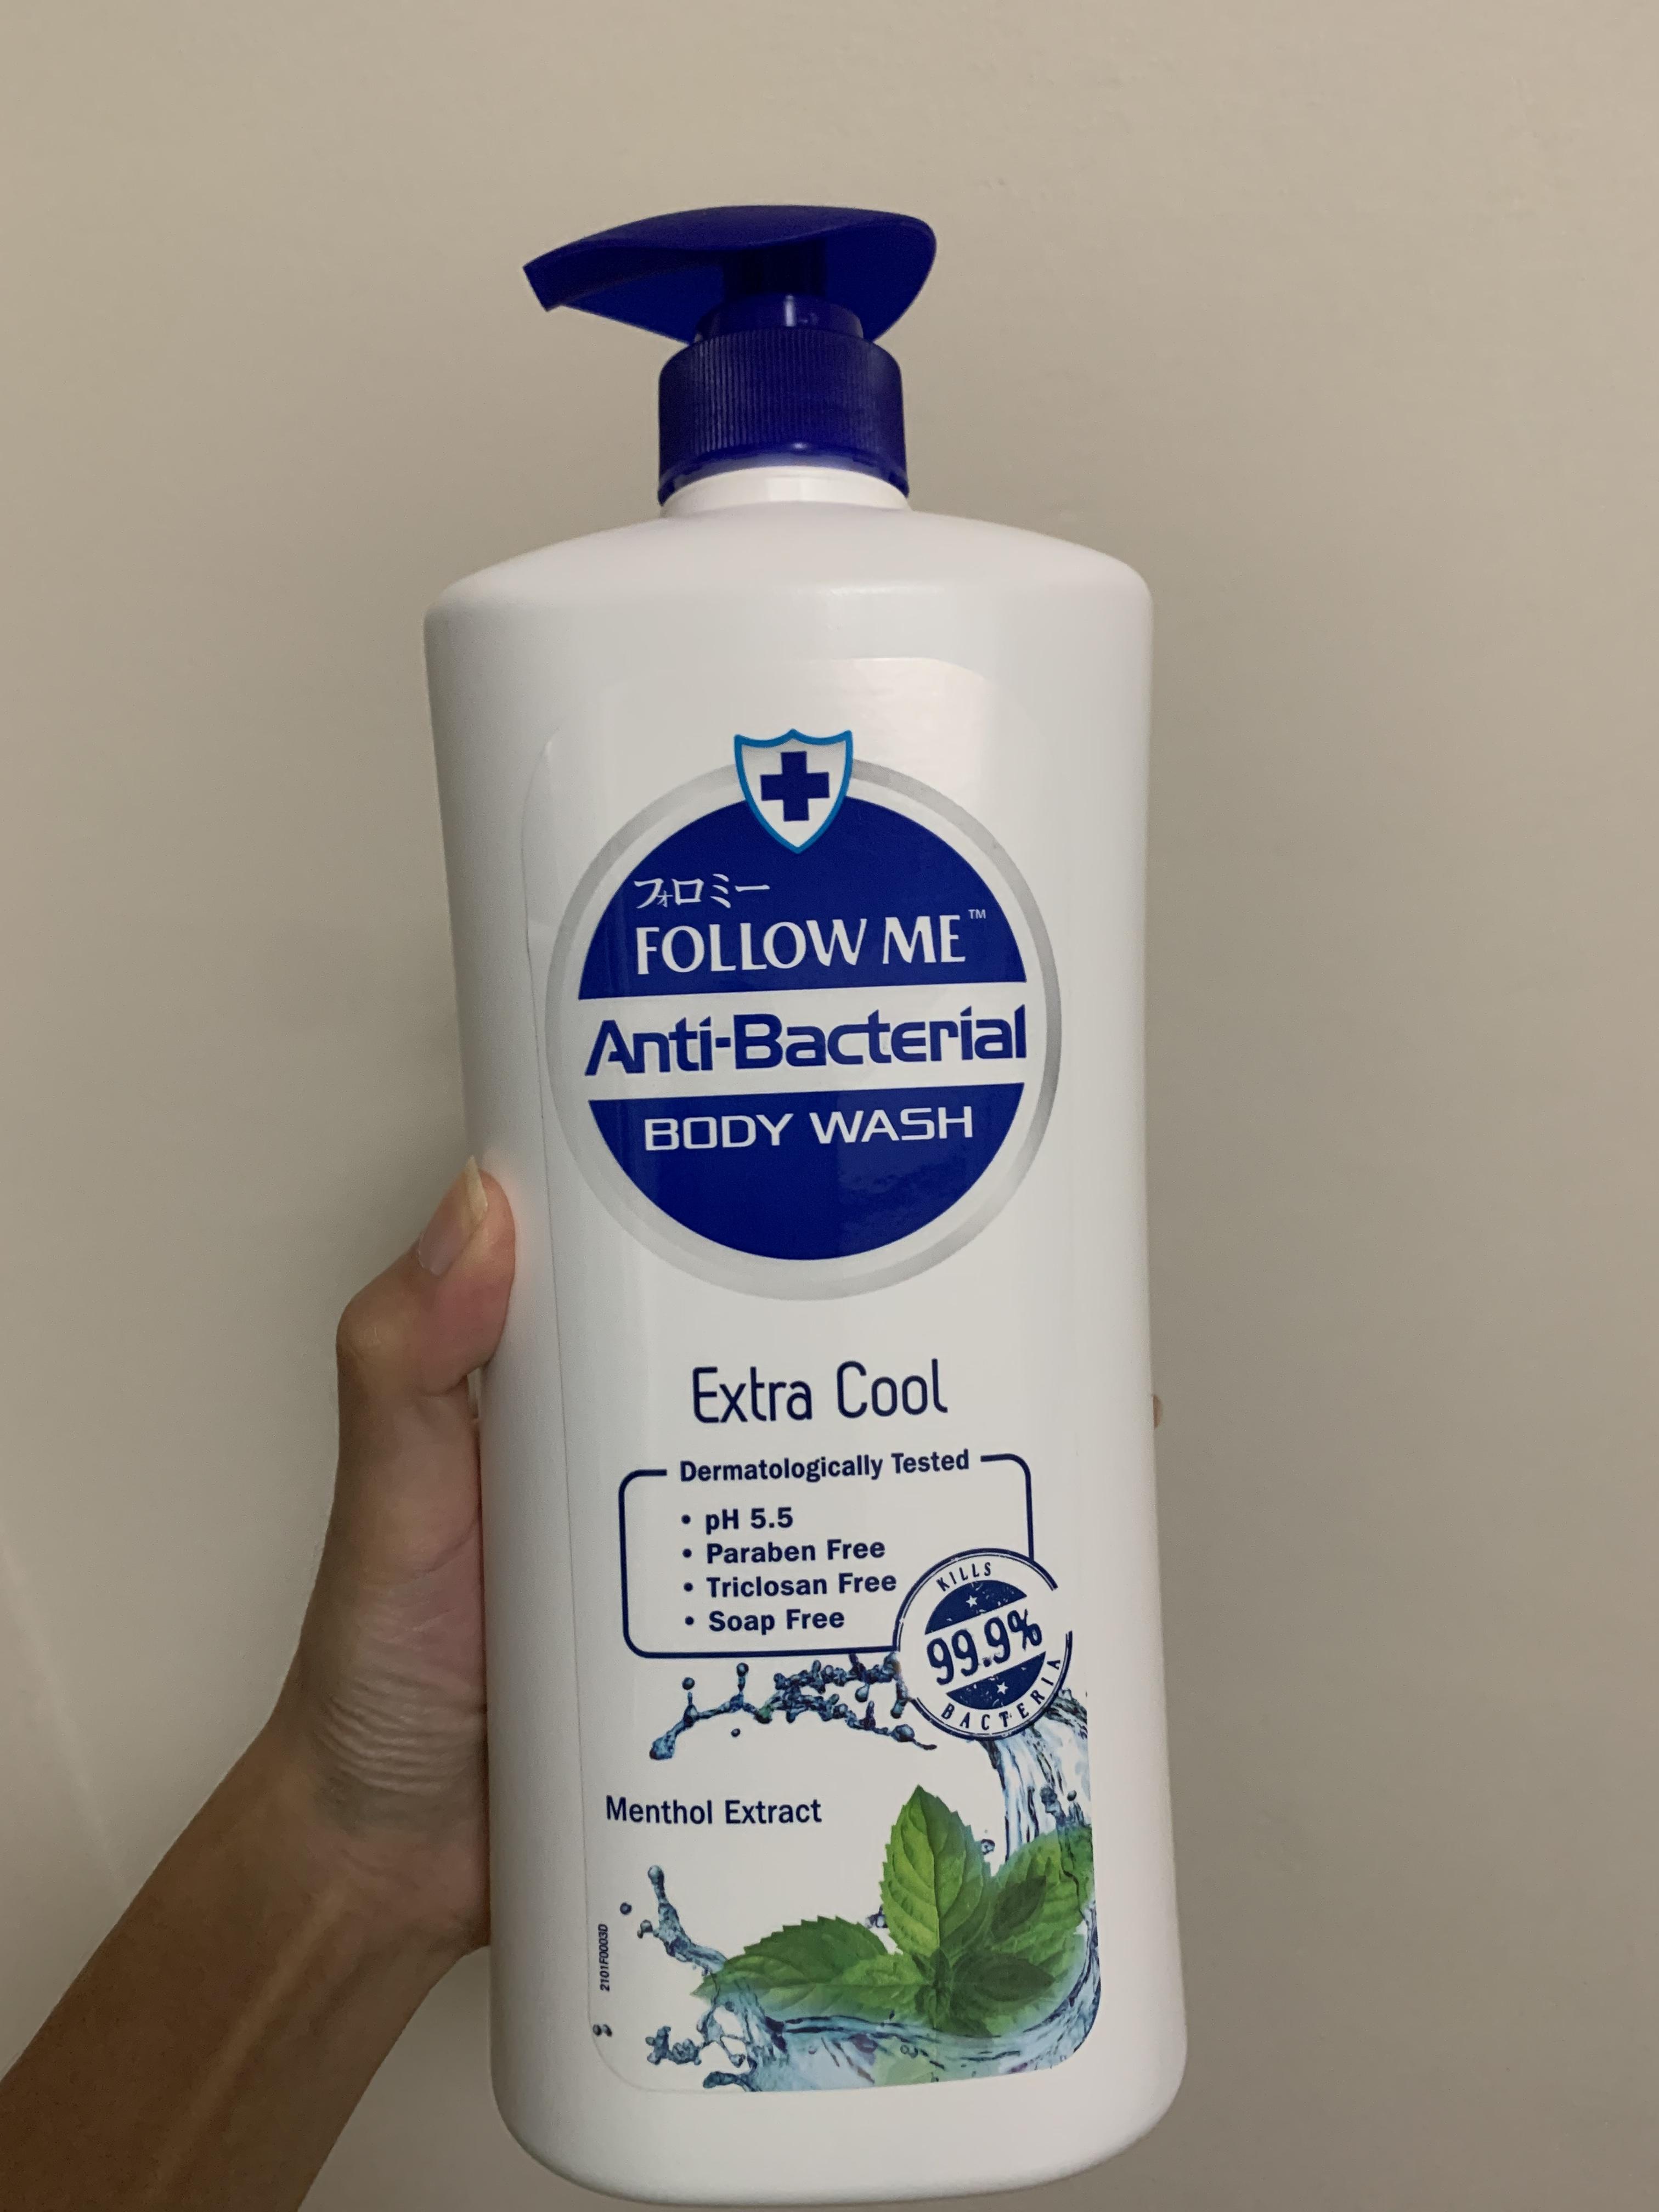 フォロミー
FOLLOW ME™
Anti-Bacterial
BODY WASH
Extra Cool
Dermatologically Tested
• pH 5.5
• Paraben Free
• Triclosan Free
• Soap Free
KILLS
99.9%
BACTERIA
Menthol Extract
2101F0003D